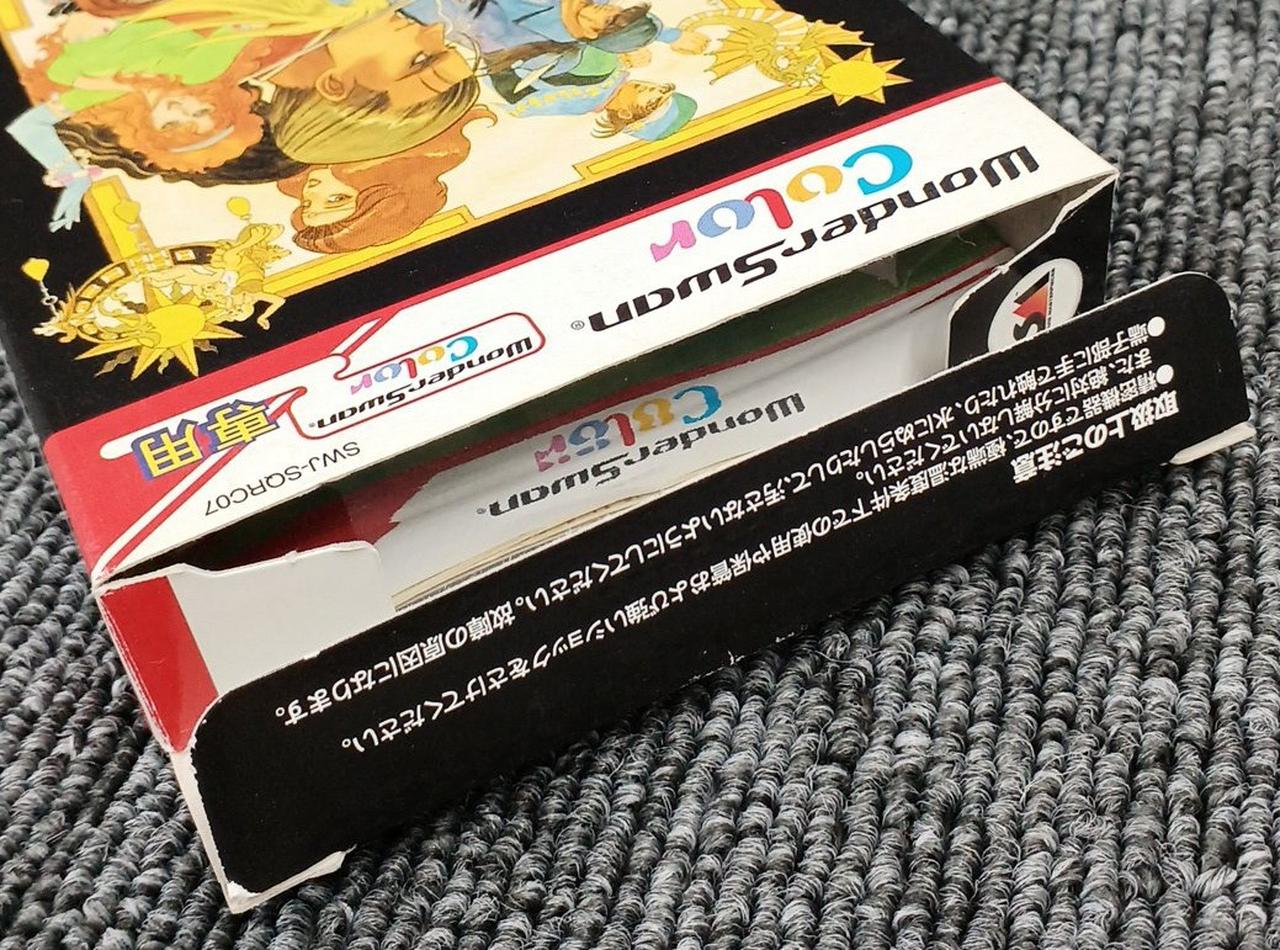 WonderSwan®
Color
WonderSwan®
Color
専用
SWJ-SQRC07
WonderSwan®
Color
取扱上のご注意
●精密機器ですので、極端な温度条件下での使用や保管および強いショックをさけてください。
また、絶対に分解しないでください。
●端子部に手で触れたり、水にぬらしたりして、汚さないようにしてください。故障の原因になります。